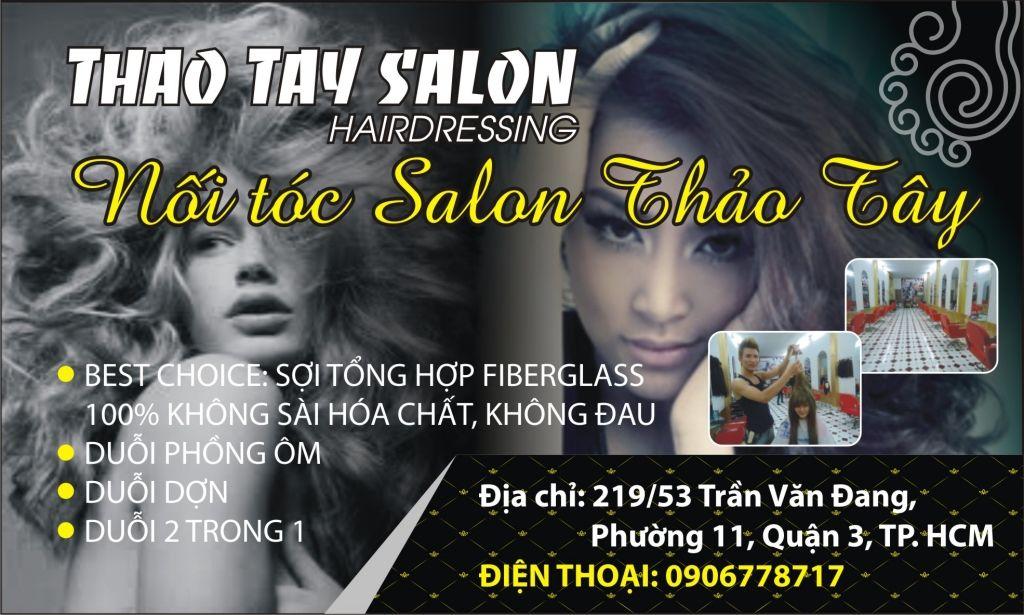 THAO TAY SALON
HAIRDRESSING
Nối tóc Salon Thảo Tây
BEST CHOICE: SỢI TỔNG HỢP FIBERGLASS
100% KHÔNG SÀI HÓA CHẤT, KHÔNG ĐAU
DUỖI PHỒNG ÔM
DUỖI DỢN
DUỖI 2 TRONG 1
Địa chỉ: 219/53 Trần Văn Đang,
Phường 11, Quận 3, TP. HCM
ĐIỆN THOẠI: 0906778717